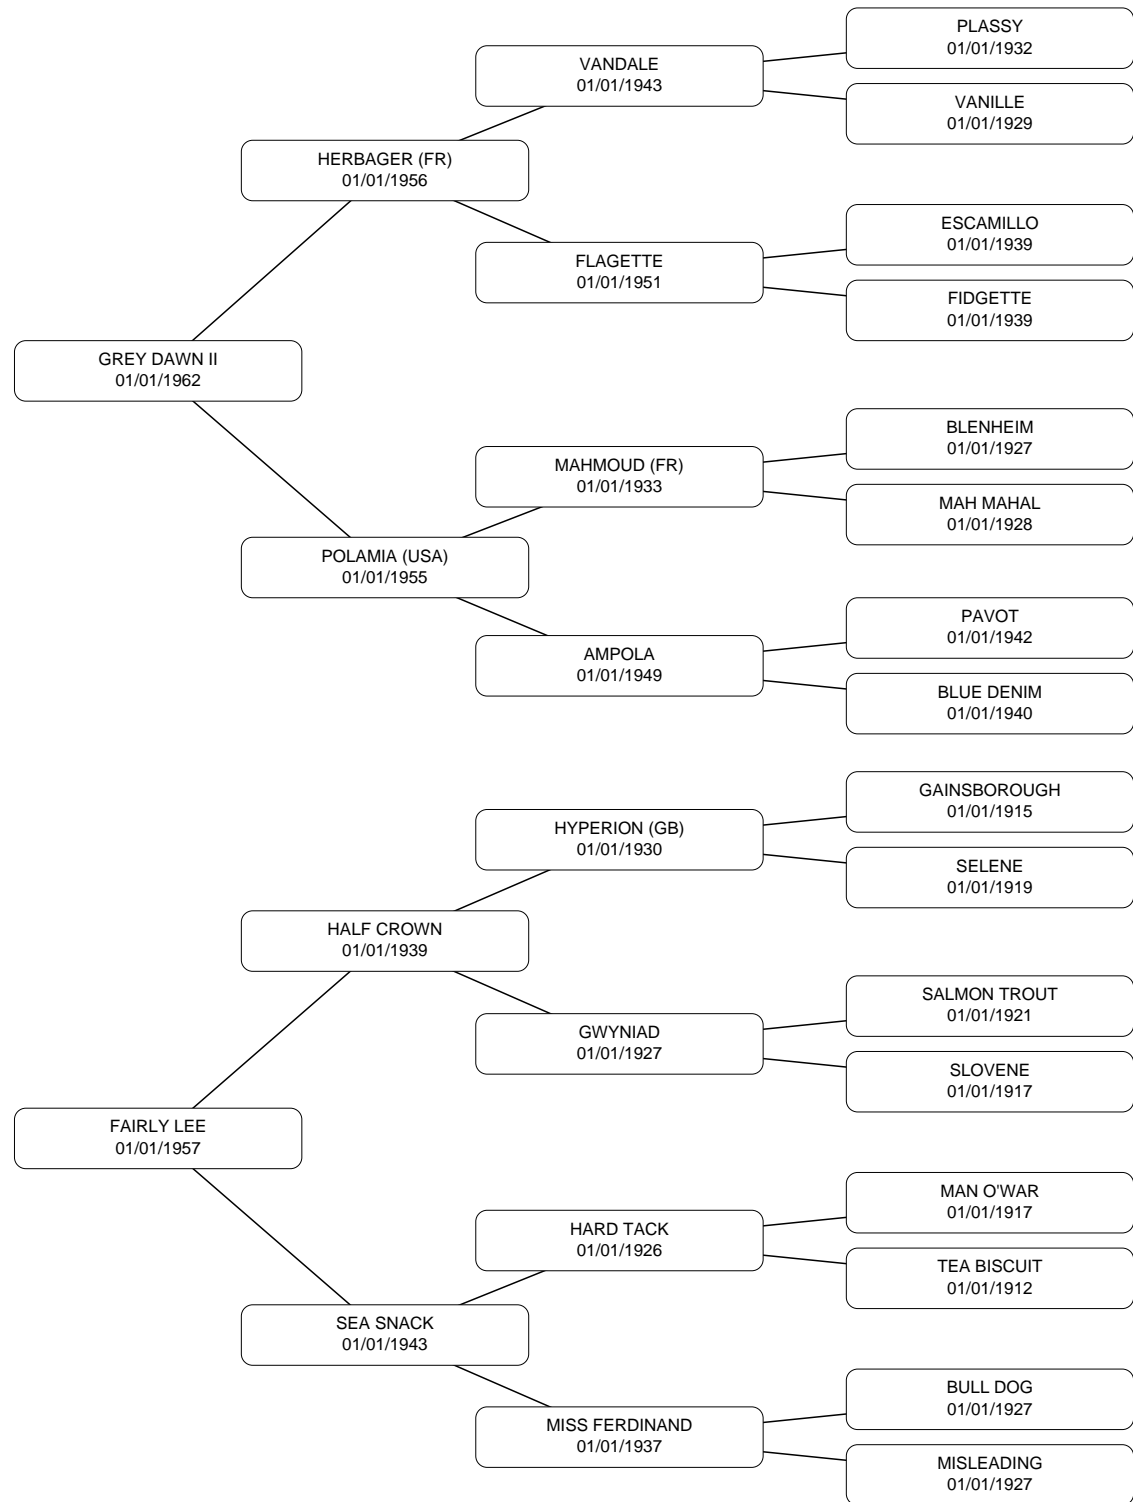 PLASSY
01/01/1932
VANDALE
01/01/1943
VANILLE
01/01/1929
HERBAGER (FR)
01/01/1956
ESCAMILLO
01/01/1939
FLAGETTE
01/01/1951
FIDGETTE
01/01/1939
GREY DAWN II
01/01/1962
BLENHEIM
01/01/1927
MAHMOUD (FR)
01/01/1933
MAH MAHAL
01/01/1928
POLAMIA (USA)
01/01/1955
PAVOT
01/01/1942
AMPOLA
01/01/1949
BLUE DENIM
01/01/1940
GAINSBOROUGH
01/01/1915
HYPERION (GB)
01/01/1930
SELENE
01/01/1919
HALF CROWN
01/01/1939
SALMON TROUT
01/01/1921
GWYNIAD
01/01/1927
SLOVENE
01/01/1917
FAIRLY LEE
01/01/1957
MAN O'WAR
01/01/1917
HARD TACK
01/01/1926
TEA BISCUIT
01/01/1912
SEA SNACK
01/01/1943
BULL DOG
01/01/1927
MISS FERDINAND
01/01/1937
MISLEADING
01/01/1927